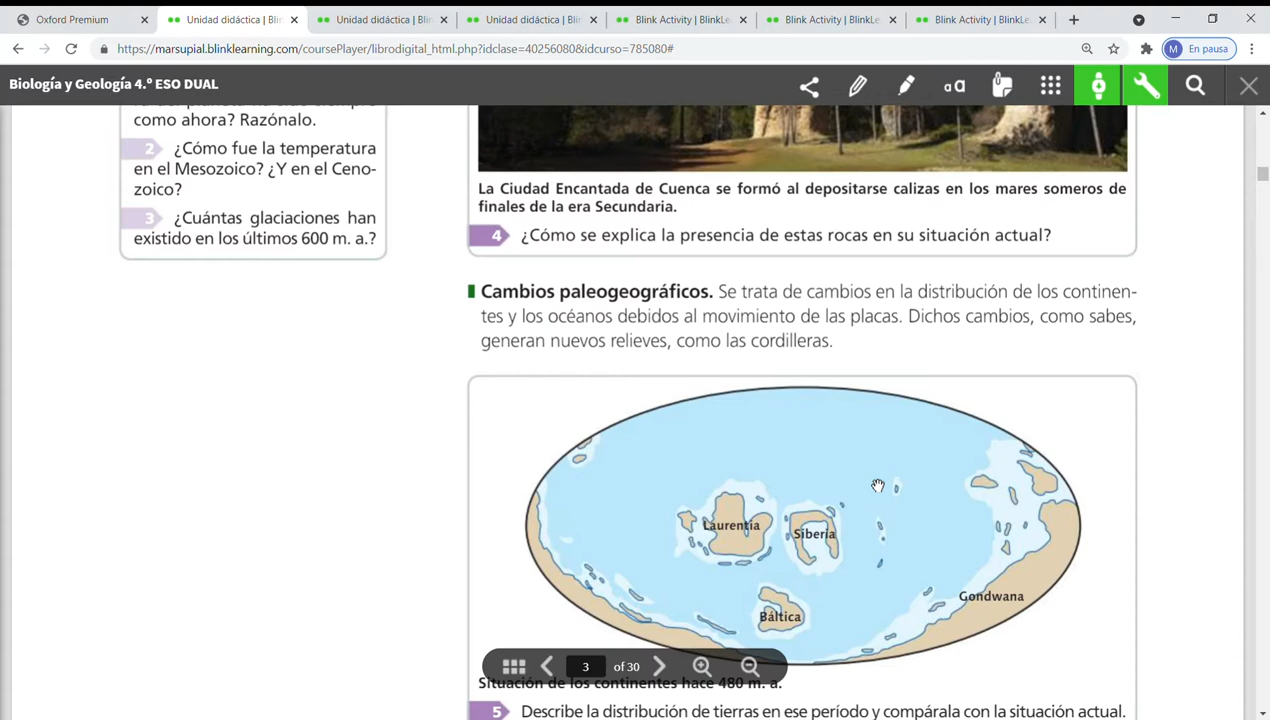 Oxford Premium
Unidad didáctica | Blin
Unidad didáctica | Blin
Unidad didáctica | Blin
Blink Activity | BlinkLe
Blink Activity | BlinkLe
Blink Activity | BlinkLe
https://marsupial.blinklearning.com/coursePlayer/librodigital_html.php?idclase=40256080&idcurso=785080#
M En pausa
Biología y Geología 4.º ESO DUAL
aa
como ahora? Razónalo.
2 ¿Cómo fue la temperatura
en el Mesozoico? ¿Y en el Ceno-
zoico?
3 ¿Cuántas glaciaciones han
existido en los últimos 600 m. a.?
La Ciudad Encantada de Cuenca se formó al depositarse calizas en los mares someros de
finales de la era Secundaria.
4 ¿Cómo se explica la presencia de estas rocas en su situación actual?
Cambios paleogeográficos. Se trata de cambios en la distribución de los continen-
tes y los océanos debidos al movimiento de las placas. Dichos cambios, como sabes,
generan nuevos relieves, como las cordilleras.
Laurentia
Siberia
Gondwana
Báltica
3 of 30
Situación de los continentes hace 480 m. a.
5 Describe la distribución de tierras en ese período y compárala con la situación actual.